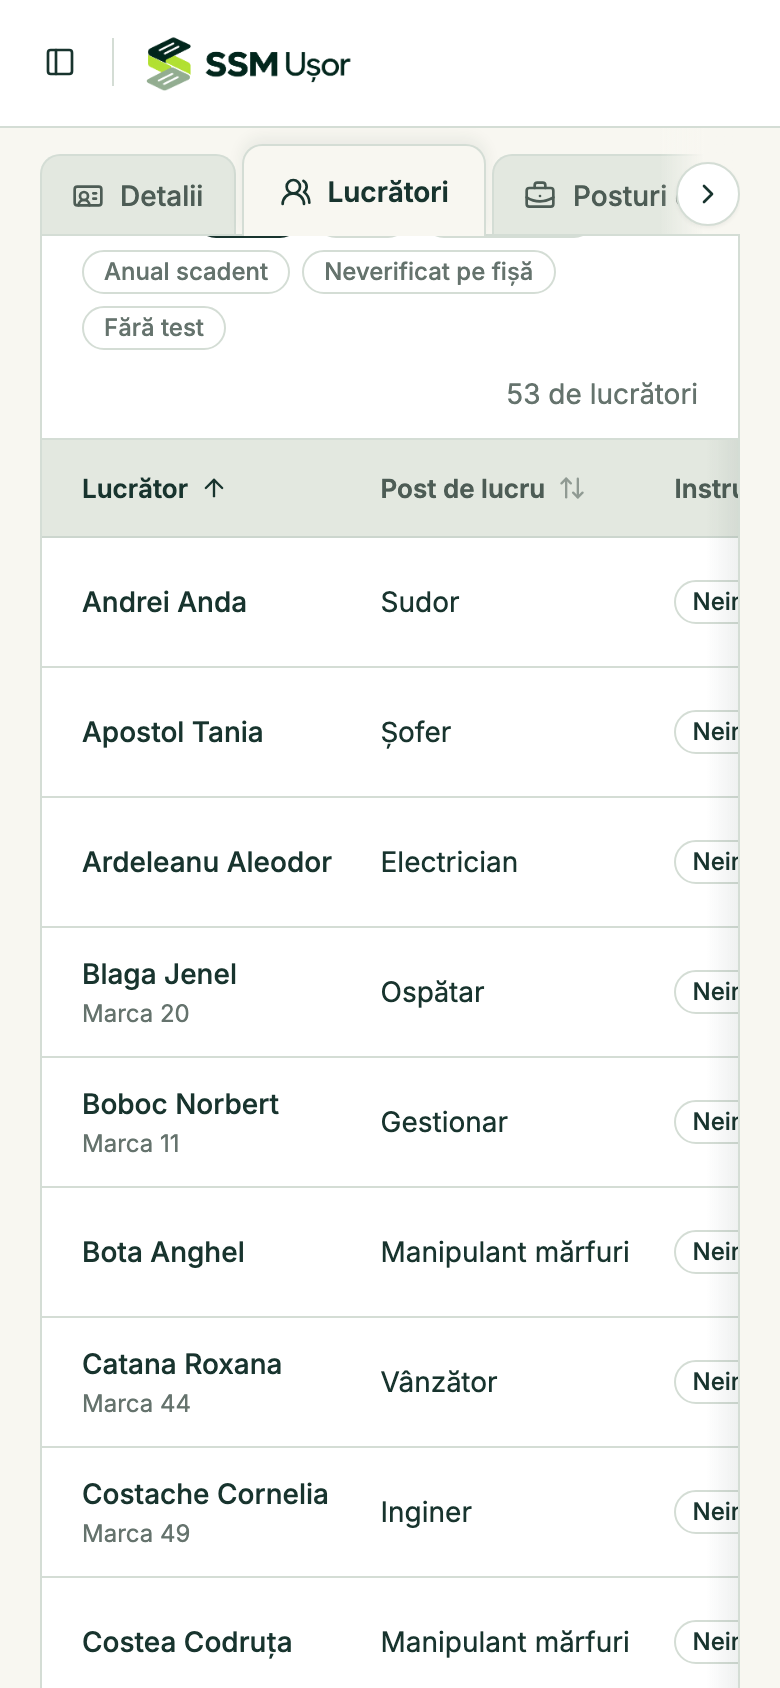 SSM Ușor
Detalii
Lucrători
Posturi
Anual scadent
Neverificat pe fișă
Fără test
53 de lucrători
Lucrător
Post de lucru
Andrei Anda
Sudor
Apostol Tania
Șofer
Ardeleanu Aleodor
Electrician
Blaga Jenel
Marca 20
Ospătar
Boboc Norbert
Marca 11
Gestionar
Bota Anghel
Manipulant mărfuri
Catana Roxana
Marca 44
Vânzător
Costache Cornelia
Marca 49
Inginer
Costea Codruța
Manipulant mărfuri